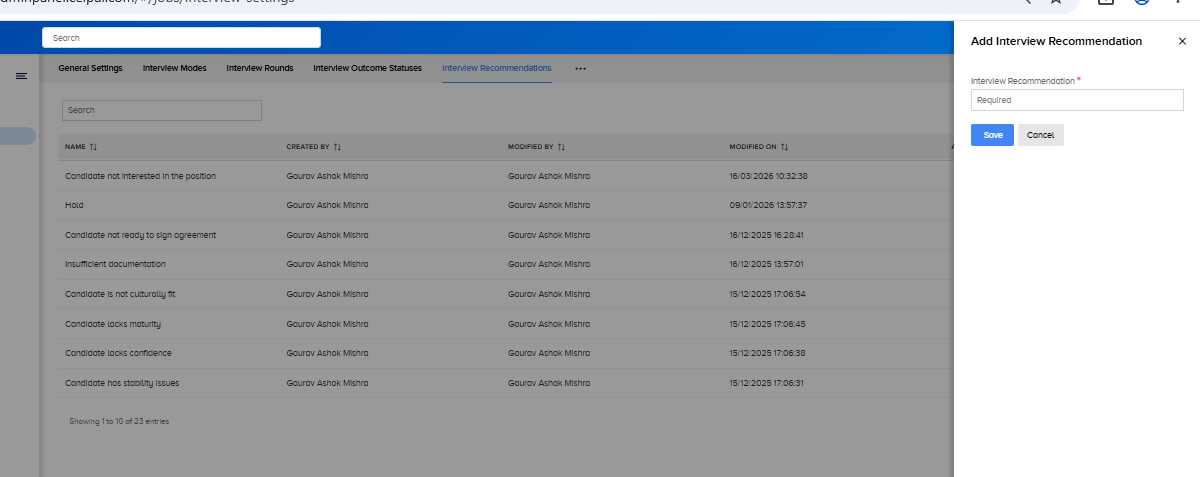 Search
Add Interview Recommendation
General Settings Interview Modes Interview Rounds Interview Outcome Statuses Interview Recommendations ...
Interview Recommendation *
Search
Required
Save Cancel
NAME CREATED BY MODIFIED BY MODIFIED ON
Candidate not interested in the position Gaurav Ashok Mishra Gaurav Ashok Mishra 16/03/2026 10:32:38
Hold Gaurav Ashok Mishra Gaurav Ashok Mishra 09/01/2026 13:57:37
Candidate not ready to sign agreement Gaurav Ashok Mishra Gaurav Ashok Mishra 16/12/2025 16:28:41
Insufficient documentation Gaurav Ashok Mishra Gaurav Ashok Mishra 16/12/2025 13:57:01
Candidate is not culturally fit Gaurav Ashok Mishra Gaurav Ashok Mishra 15/12/2025 17:06:54
Candidate lacks maturity Gaurav Ashok Mishra Gaurav Ashok Mishra 15/12/2025 17:06:45
Candidate lacks confidence Gaurav Ashok Mishra Gaurav Ashok Mishra 15/12/2025 17:06:38
Candidate has stability issues Gaurav Ashok Mishra Gaurav Ashok Mishra 15/12/2025 17:06:31
Showing 1 to 10 of 23 entries